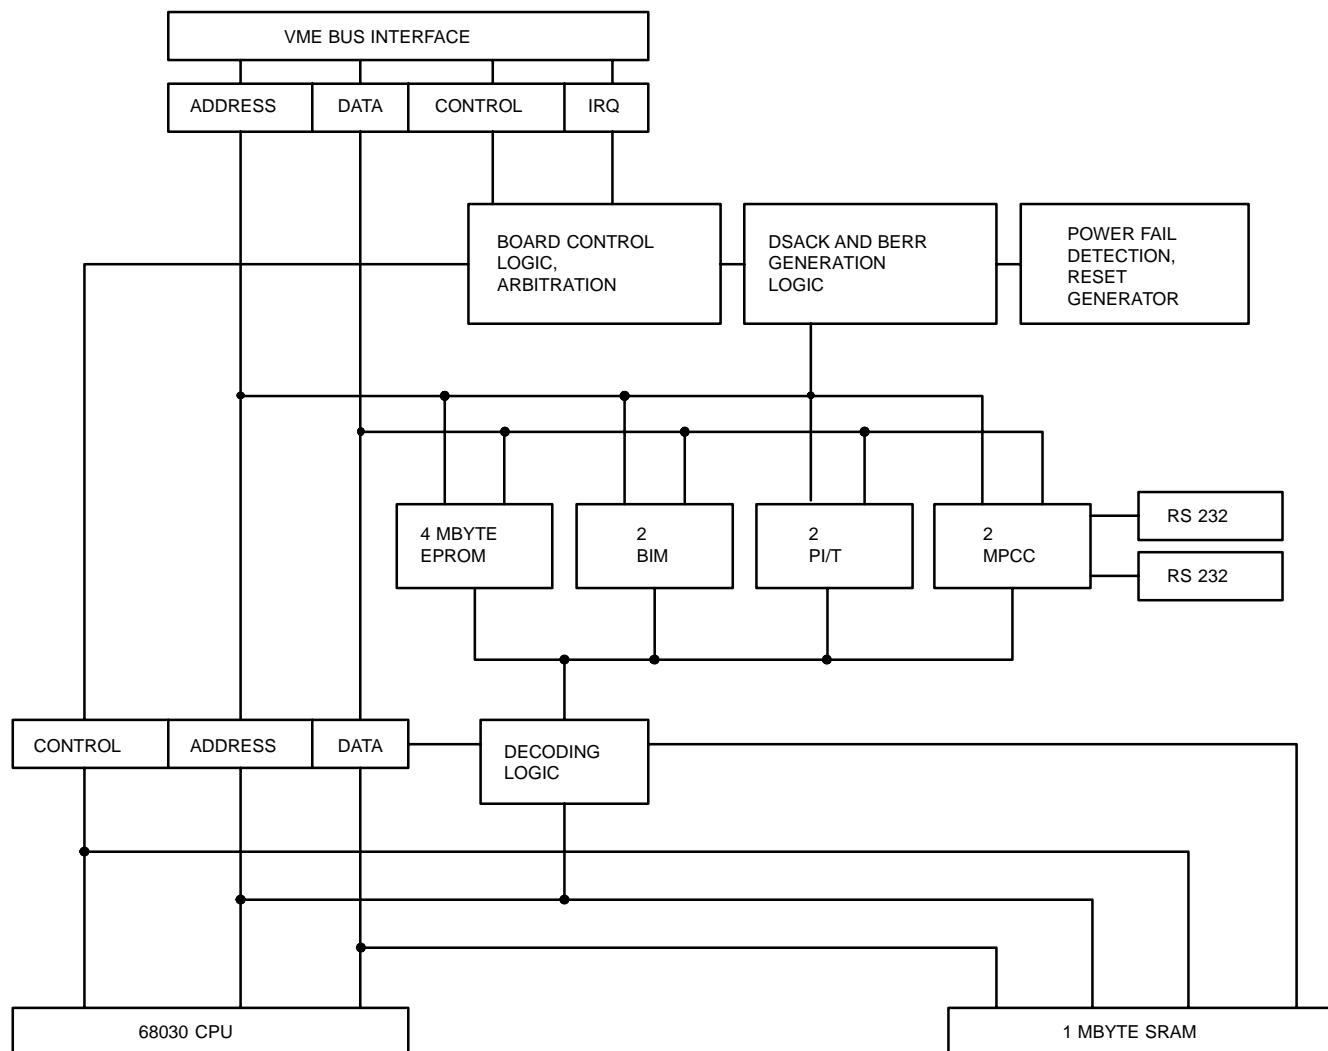 VME BUS INTERFACE
ADDRESS
DATA
CONTROL
IRQ
BOARD CONTROL
LOGIC,
ARBITRATION
DSACK AND BERR
GENERATION
LOGIC
POWER FAIL
DETECTION,
RESET
GENERATOR
4 MBYTE
EPROM
2
BIM
2
PI/T
2
MPCC
RS 232
RS 232
CONTROL
ADDRESS
DATA
DECODING
LOGIC
68030 CPU
1 MBYTE SRAM